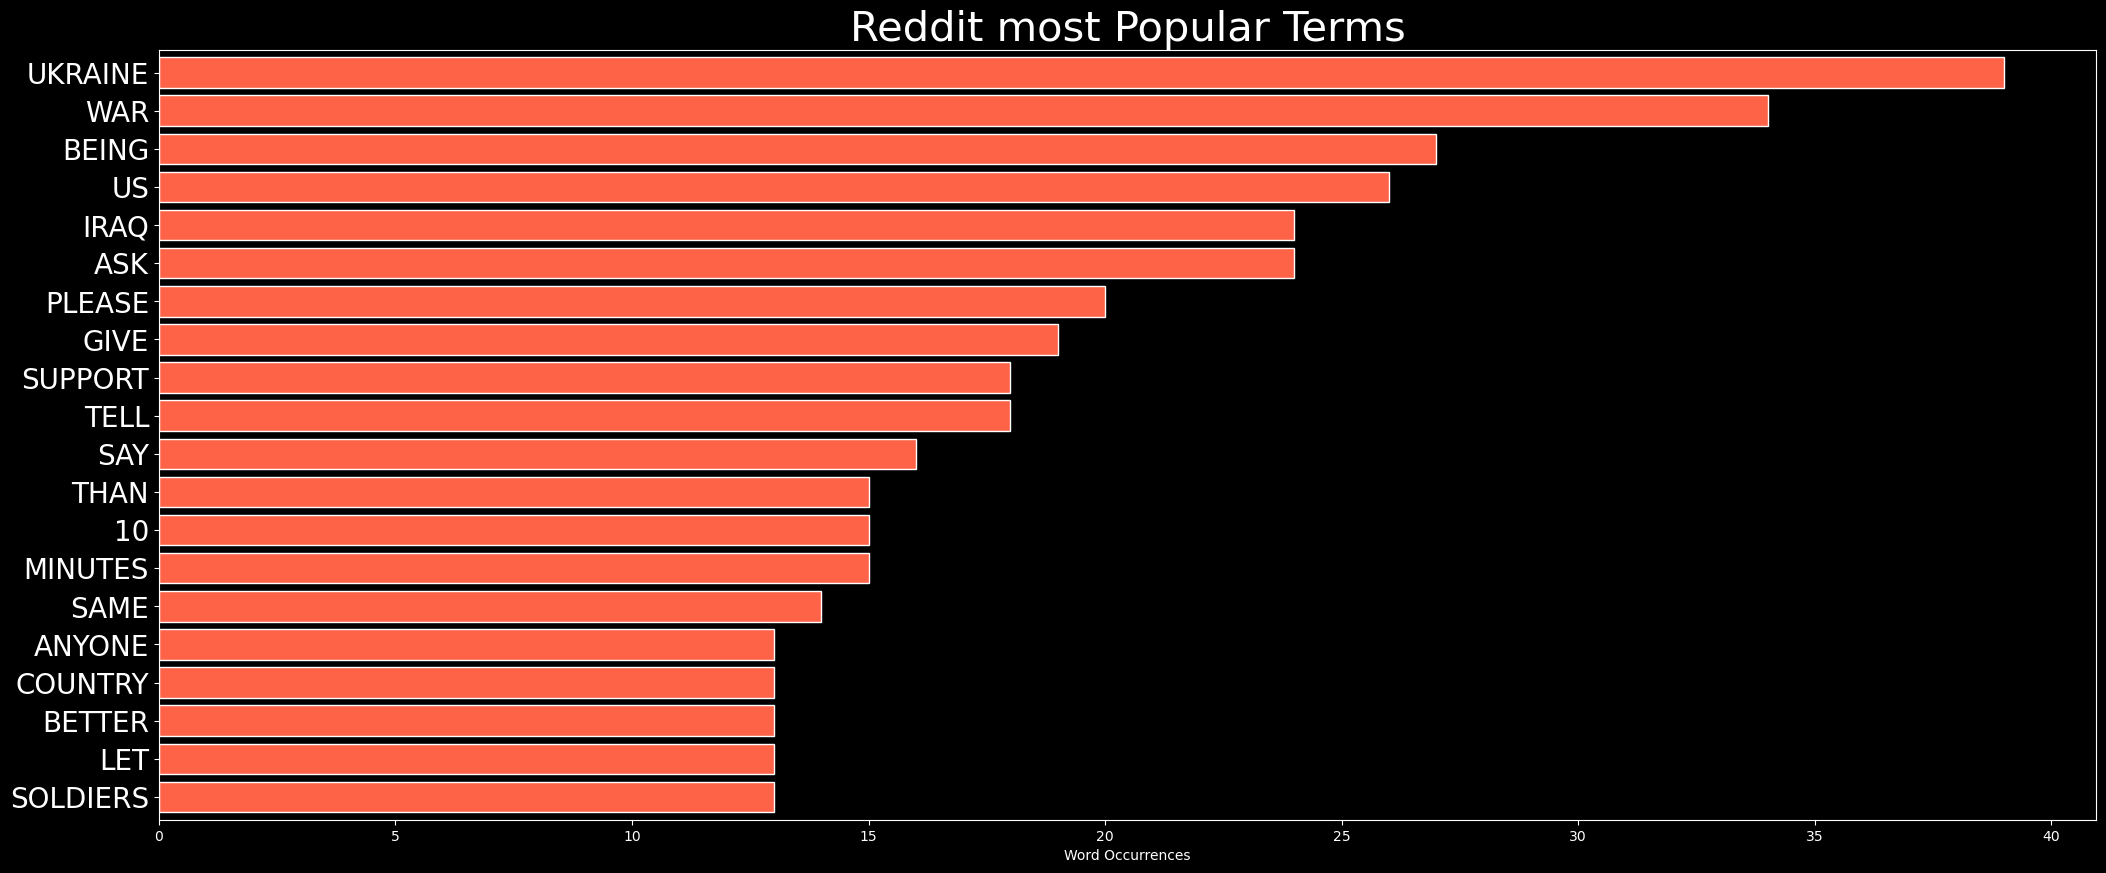 Reddit most Popular Terms
UKRAINE
WAR
BEING
US
IRAQ
ASK
PLEASE
GIVE
SUPPORT
TELL
SAY
THAN
10
MINUTES
SAME
ANYONE
COUNTRY
BETTER
LET
SOLDIERS
0 5 10 15 20 25 30 35 40
Word Occurrences